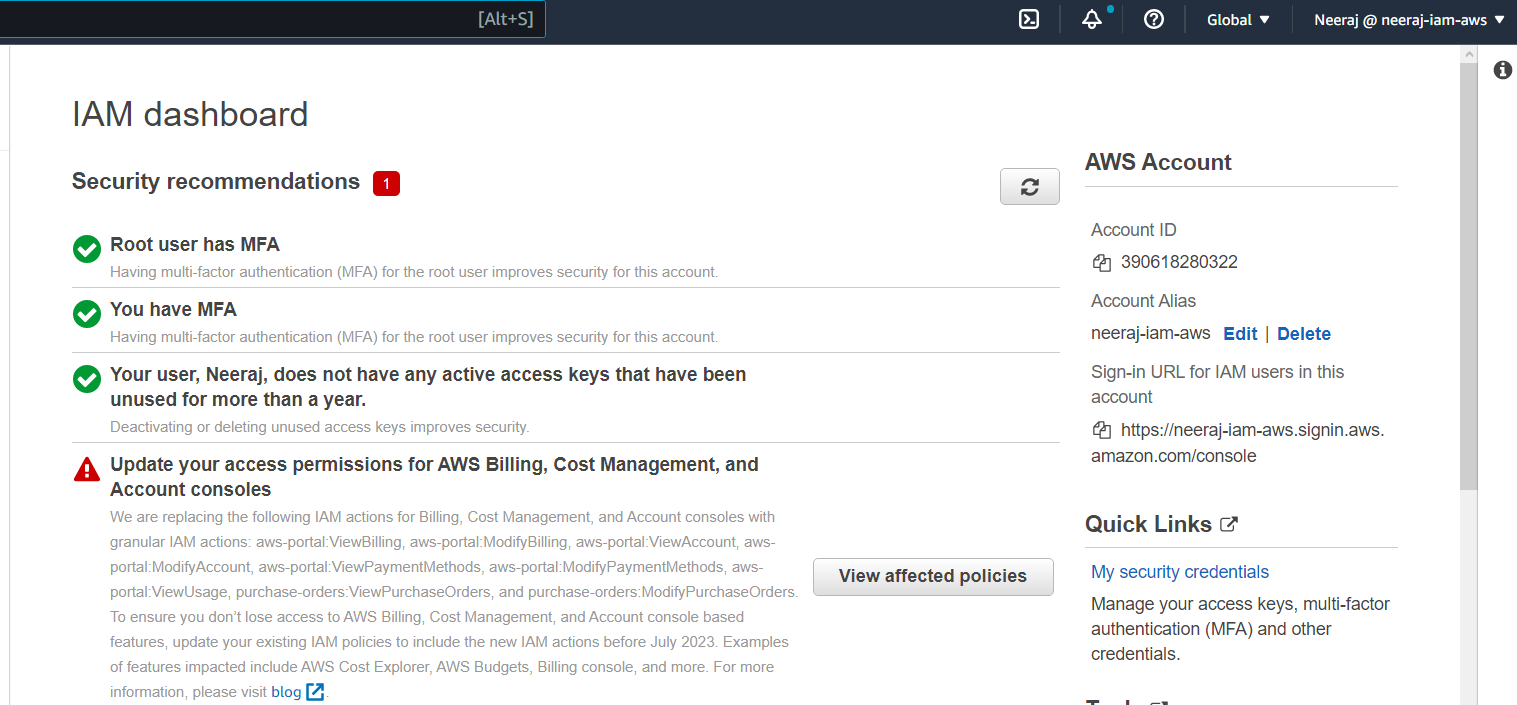 [Alt+S]
Global ▼
Neeraj @ neeraj-iam-aws ▼
IAM dashboard
Security recommendations 1
Root user has MFA
Having multi-factor authentication (MFA) for the root user improves security for this account.
You have MFA
Having multi-factor authentication (MFA) for the root user improves security for this account.
Your user, Neeraj, does not have any active access keys that have been
unused for more than a year.
Deactivating or deleting unused access keys improves security.
Update your access permissions for AWS Billing, Cost Management, and
Account consoles
We are replacing the following IAM actions for Billing, Cost Management, and Account consoles with
granular IAM actions: aws-portal:ViewBilling, aws-portal:ModifyBilling, aws-portal:ViewAccount, aws-
portal:ModifyAccount, aws-portal:ViewPaymentMethods, aws-portal:ModifyPaymentMethods, aws-
portal:ViewUsage, purchase-orders:ViewPurchaseOrders, and purchase-orders:ModifyPurchaseOrders.
To ensure you don’t lose access to AWS Billing, Cost Management, and Account console based
features, update your existing IAM policies to include the new IAM actions before July 2023. Examples
of features impacted include AWS Cost Explorer, AWS Budgets, Billing console, and more. For more
information, please visit blog.
View affected policies
AWS Account
Account ID
390618280322
Account Alias
neeraj-iam-aws Edit | Delete
Sign-in URL for IAM users in this
account
https://neeraj-iam-aws.signin.aws.
amazon.com/console
Quick Links
My security credentials
Manage your access keys, multi-factor
authentication (MFA) and other
credentials.